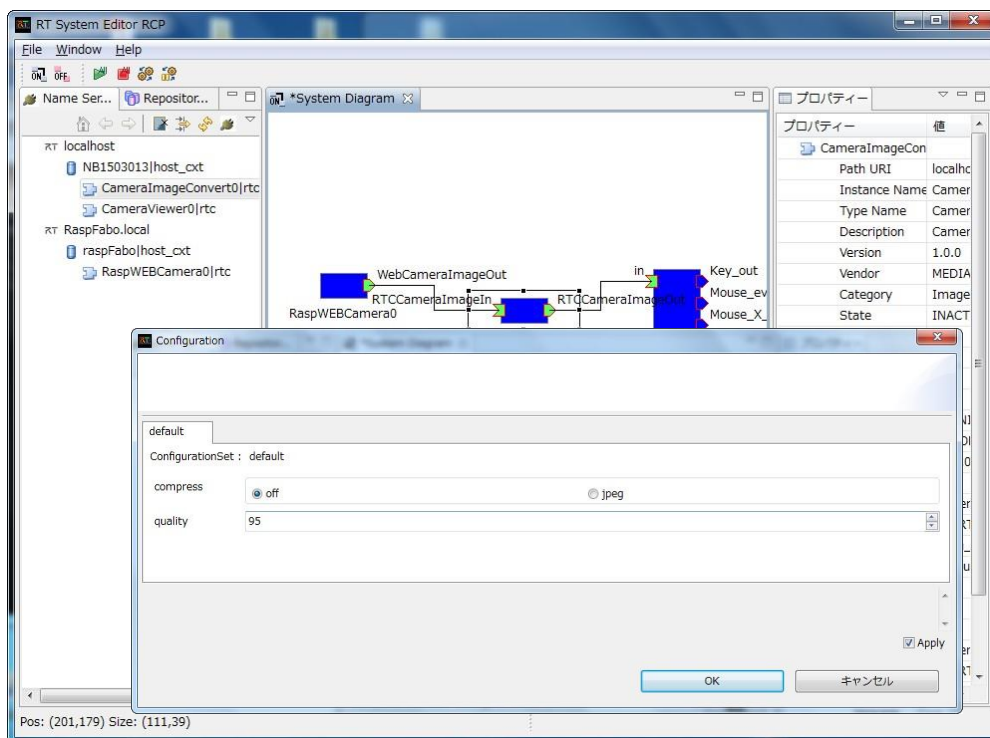 RT System Editor RCP
File Window Help
ON OFF
Name Ser... Repositor...
RT localhost
NB1503013|host_cxt
CameraImageConvert0|rtc
CameraViewer0|rtc
RT RaspFabo.local
raspFabo|host_cxt
RaspWEBCamera0|rtc
*System Diagram
WebCameraImageOut
RaspWEBCamera0
RTCCameraImageIn
RTCCameraImageOut
in
Key_out
Mouse_ev
Mouse_X_
プロパティー
プロパティー 値
CameraImageCon
Path URI localhc
Instance Name Camer
Type Name Camer
Description Camer
Version 1.0.0
Vendor MEDIA
Category Image
State INACT
Configuration
default
ConfigurationSet : default
compress off jpeg
quality 95
Apply
OK キャンセル
Pos: (201,179) Size: (111,39)